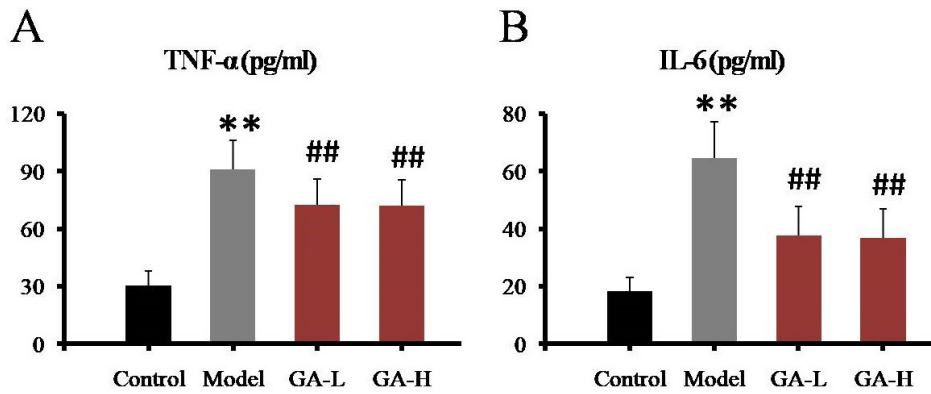 A
TNF-α(pg/ml)
120
90
60
30
0
**
##
##
Control Model GA-L GA-H
B
IL-6(pg/ml)
80
60
40
20
0
**
##
##
Control Model GA-L GA-H